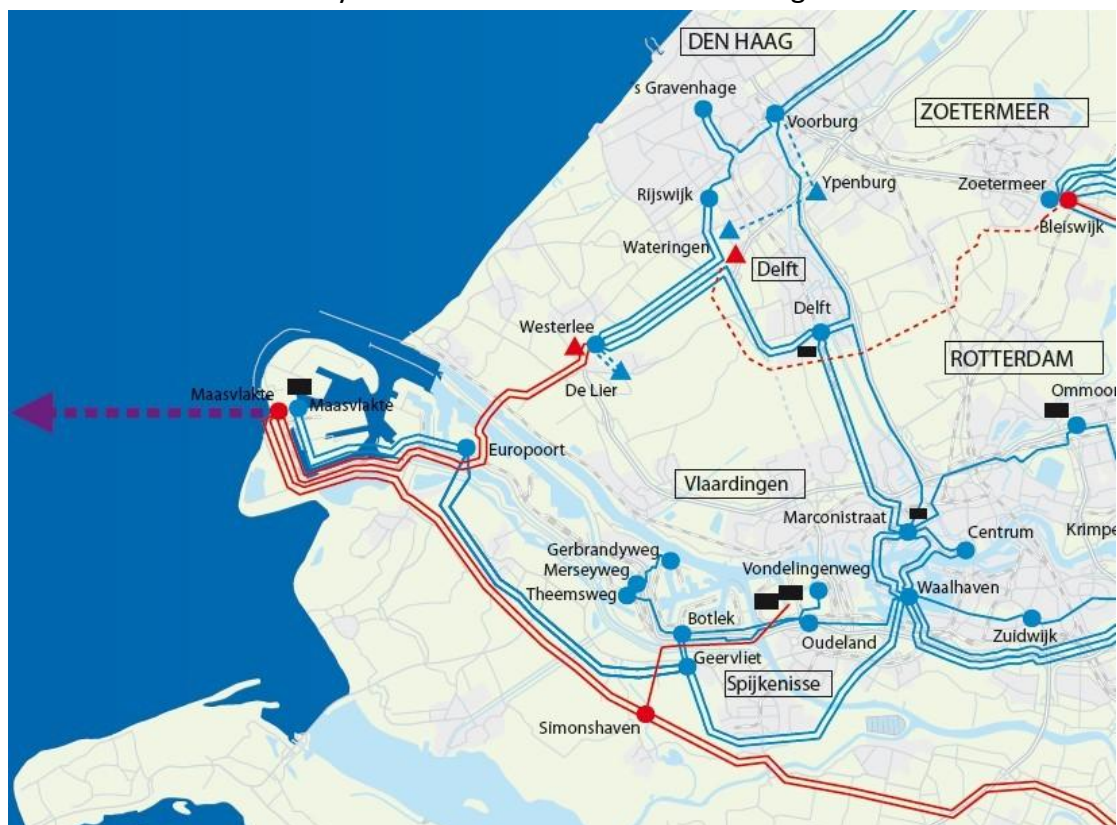 DEN HAAG
's Gravenhage
Voorburg
ZOETERMEER
Zoetermeer
Ypenburg
Rijswijk
Bleiswijk
Wateringen
Delft
Delft
Westerlee
ROTTERDAM
De Lier
Maasvlakte
Maasvlakte
Ommoor
Europoort
Vlaardingen
Marconistraat
Centrum
Krimpe
Gerbrandyweg
Merseyweg
Vondelingenweg
Theemsweg
Waalhaven
Botlek
Oudeland
Zuidwijk
Geervliet
Spijkenisse
Simonshaven